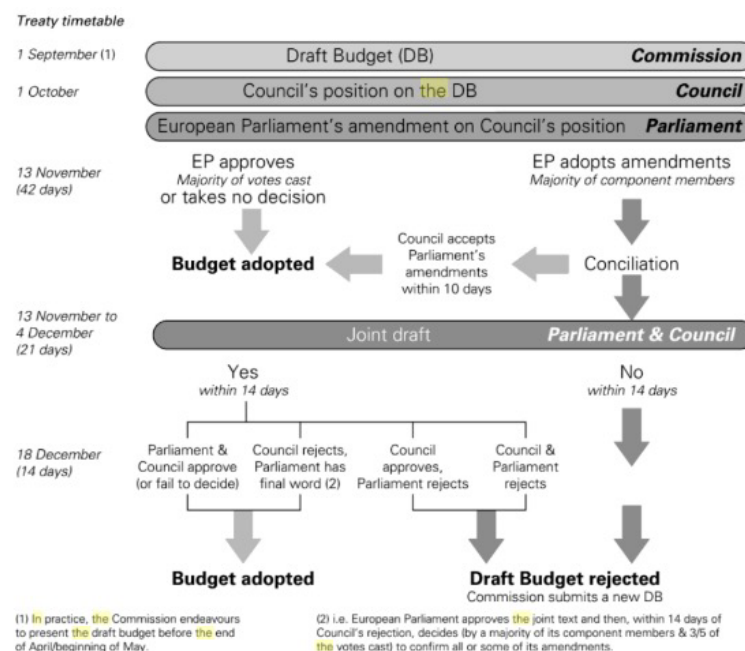 Treaty timetable
1 September (1)
Draft Budget (DB)
Commission
1 October
Council's position on the DB
Council
European Parliament's amendment on Council's position
Parliament
13 November
(42 days)
EP approves
Majority of votes cast
or takes no decision
EP adopts amendments
Majority of component members
Budget adopted
Council accepts
Parliament's
amendments
within 10 days
Conciliation
13 November to
4 December
(21 days)
Joint draft
Parliament & Council
Yes
within 14 days
No
within 14 days
18 December
(14 days)
Parliament &
Council approve
(or fail to decide)
Council rejects,
Parliament has
final word (2)
Council
approves,
Parliament rejects
Council &
Parliament
rejects
Budget adopted
Draft Budget rejected
Commission submits a new DB
(1) In practice, the Commission endeavours
to present the draft budget before the end
of April/beginning of May.
(2) i.e. European Parliament approves the joint text and then, within 14 days of
Council's rejection, decides (by a majority of its component members & 3/5 of
the votes cast) to confirm all or some of its amendments.